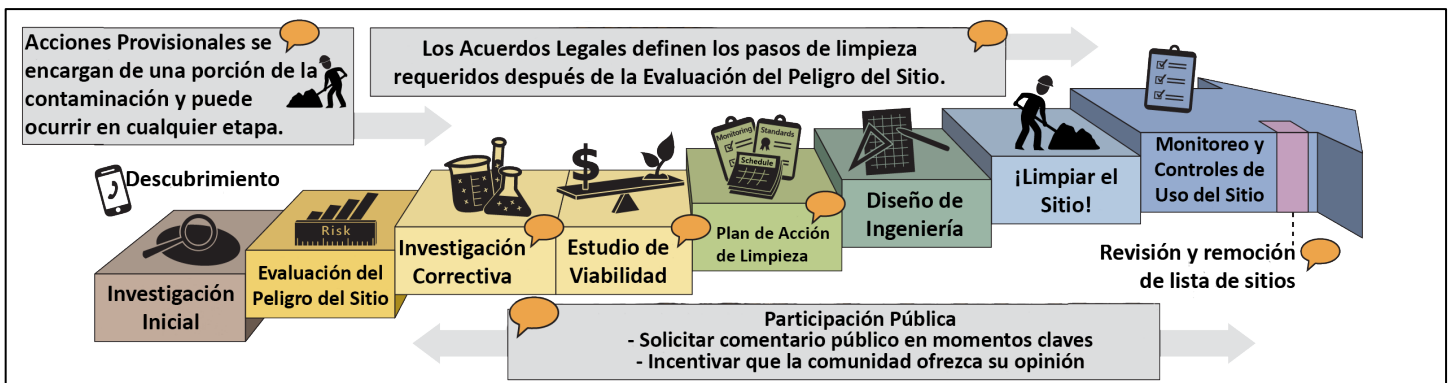 Acciones Provisionales se
encargan de una porción de la
contaminación y puede
ocurrir en cualquier etapa.
Los Acuerdos Legales definen los pasos de limpieza
requeridos después de la Evaluación del Peligro del Sitio.
Descubrimiento
Investigación
Inicial
Risk
Evaluación del
Peligro del Sitio
Investigación
Correctiva
$
Estudio de
Viabilidad
Monitoring
Standards
Schedule
Plan de Acción
de Limpieza
Diseño de
Ingeniería
¡Limpiar el
Sitio!
Monitoreo y
Controles de
Uso del Sitio
Revisión y remoción
de lista de sitios
Participación Pública
- Solicitar comentario público en momentos claves
- Incentivar que la comunidad ofrezca su opinión